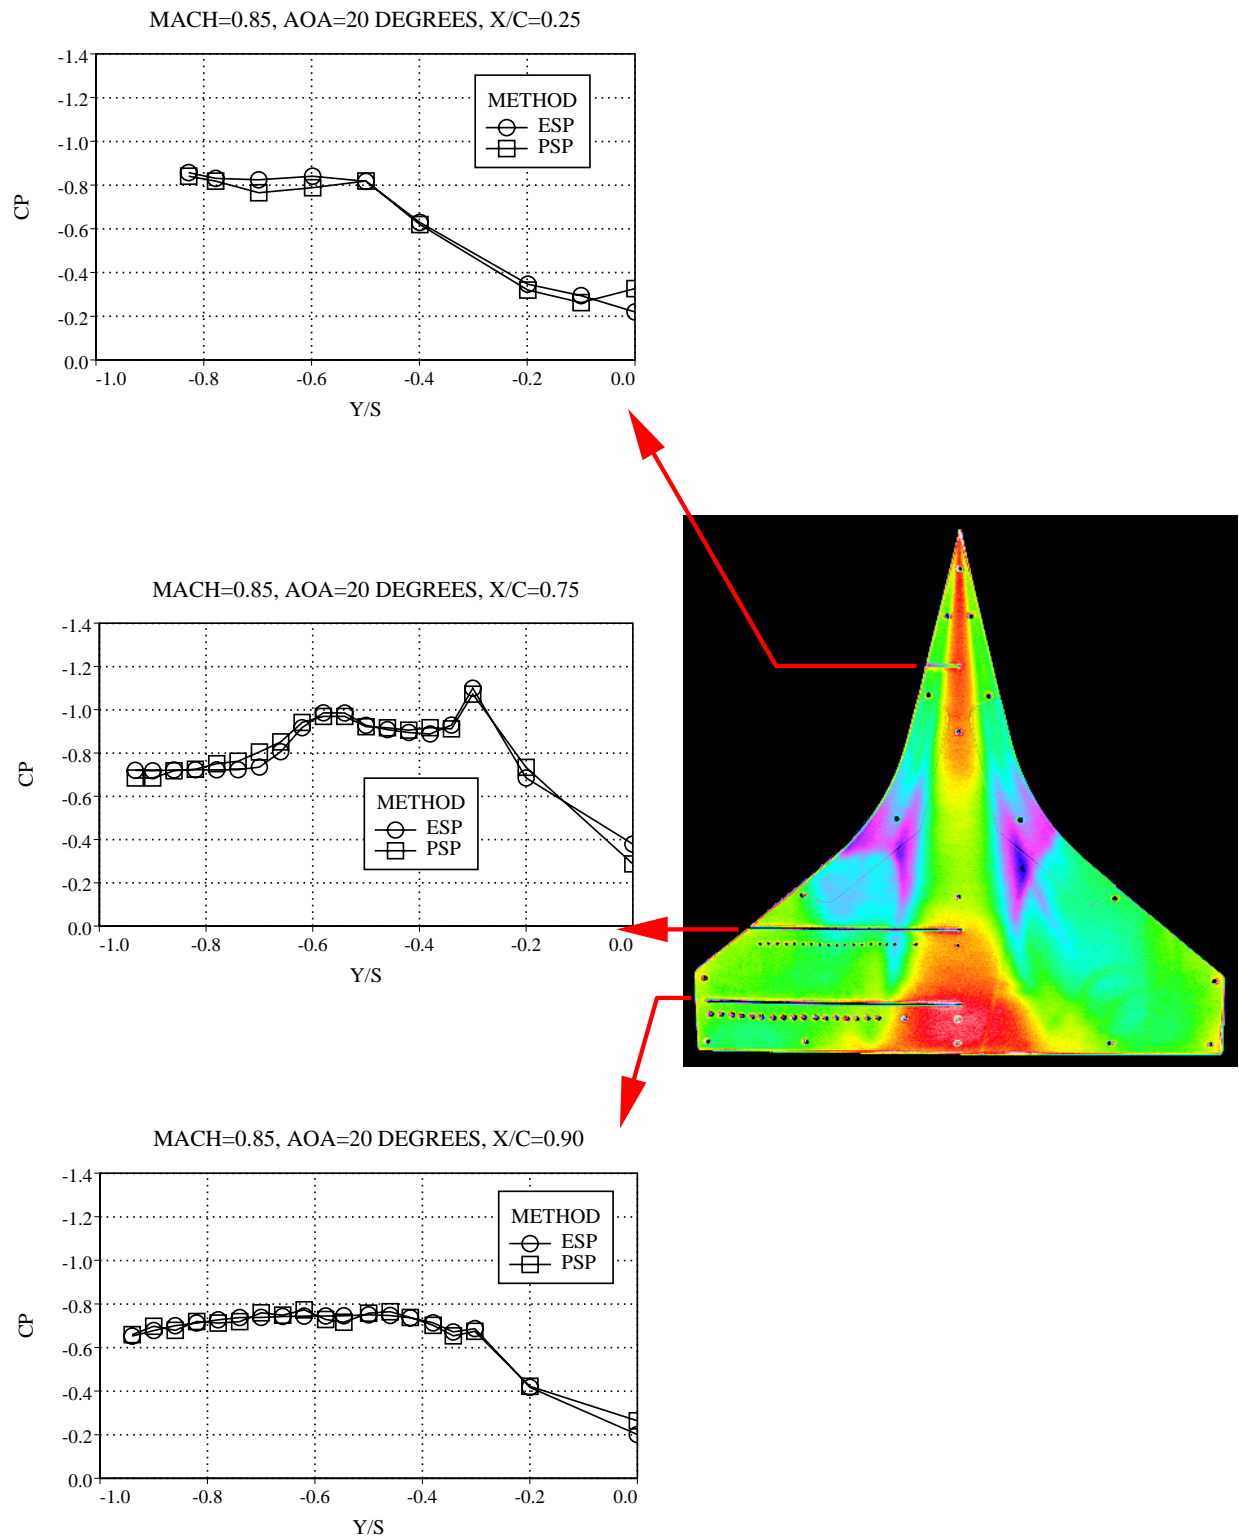 MACH=0.85, AOA=20 DEGREES, X/C=0.25
-1.4
-1.2
-1.0
-0.8
-0.6
-0.4
-0.2
0.0
CP
METHOD
ESP
PSP
-1.0 -0.8 -0.6 -0.4 -0.2 0.0
Y/S
MACH=0.85, AOA=20 DEGREES, X/C=0.75
-1.4
-1.2
-1.0
-0.8
-0.6
-0.4
-0.2
0.0
CP
METHOD
ESP
PSP
-1.0 -0.8 -0.6 -0.4 -0.2 0.0
Y/S
MACH=0.85, AOA=20 DEGREES, X/C=0.90
-1.4
-1.2
-1.0
-0.8
-0.6
-0.4
-0.2
0.0
CP
METHOD
ESP
PSP
-1.0 -0.8 -0.6 -0.4 -0.2 0.0
Y/S